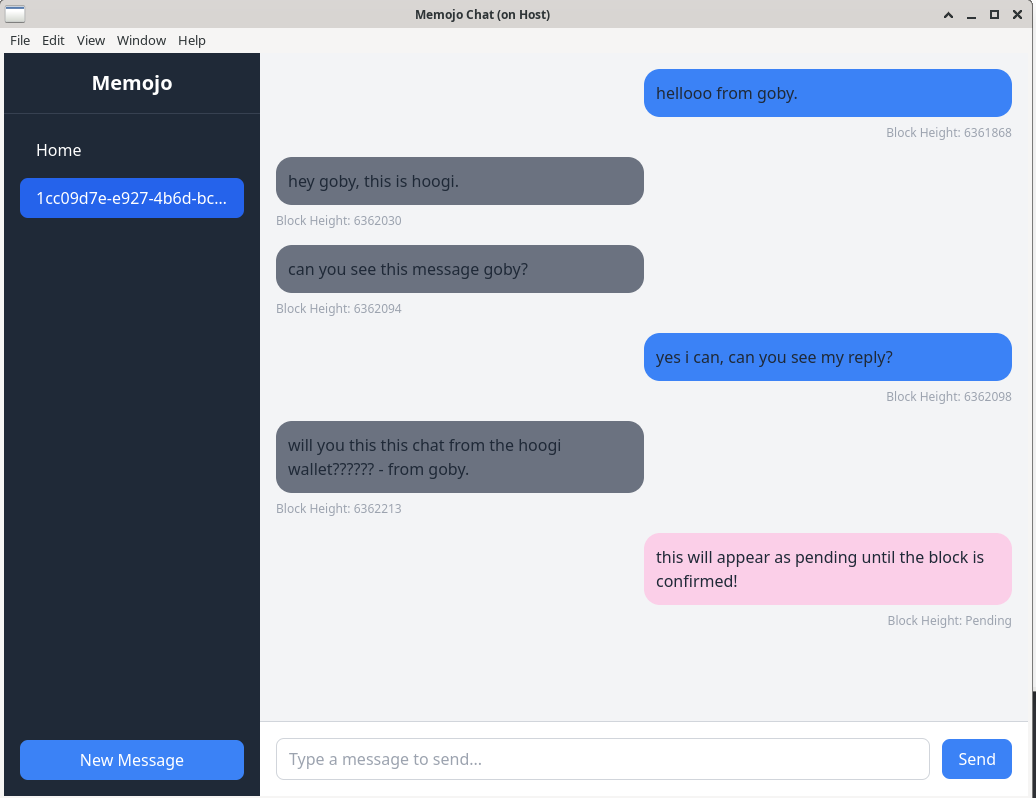 Memojo Chat (on Host)
File Edit View Window Help
Memojo
Home
1cc09d7e-e927-4b6d-bc...
New Message
hellooo from goby.
Block Height: 6361868
hey goby, this is hoogi.
Block Height: 6362030
can you see this message goby?
Block Height: 6362094
yes i can, can you see my reply?
Block Height: 6362098
will you this this chat from the hoogi
wallet?????? - from goby.
Block Height: 6362213
this will appear as pending until the block is
confirmed!
Block Height: Pending
Type a message to send...
Send